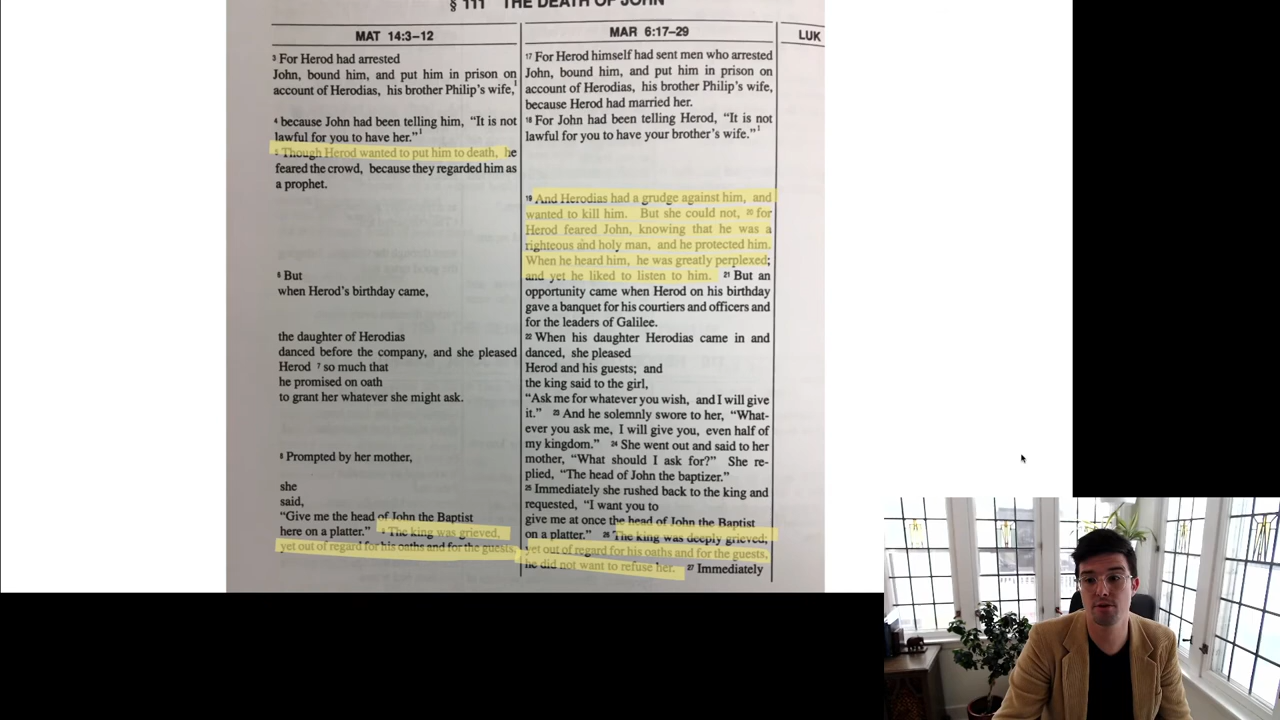 § 111 THE DEATH OF JOHN
MAT 14:3–12
³ For Herod had arrested
John, bound him, and put him in prison on
account of Herodias, his brother Philip's wife,¹
⁴ because John had been telling him, “It is not
lawful for you to have her.”¹
⁵ Though Herod wanted to put him to death, he
feared the crowd, because they regarded him as
a prophet.
⁶ But
when Herod's birthday came,
the daughter of Herodias
danced before the company, and she pleased
Herod ⁷ so much that
he promised on oath
to grant her whatever she might ask.
⁸ Prompted by her mother,
she
said,
“Give me the head of John the Baptist
here on a platter.” ⁹ The king was grieved,
yet out of regard for his oaths and for the guests,
MAR 6:17–29
¹⁷ For Herod himself had sent men who arrested
John, bound him, and put him in prison on
account of Herodias, his brother Philip's wife,
because Herod had married her.
¹⁸ For John had been telling Herod, “It is not
lawful for you to have your brother's wife.”¹
¹⁹ And Herodias had a grudge against him, and
wanted to kill him. But she could not, ²⁰ for
Herod feared John, knowing that he was a
righteous and holy man, and he protected him.
When he heard him, he was greatly perplexed;
and yet he liked to listen to him. ²¹ But an
opportunity came when Herod on his birthday
gave a banquet for his courtiers and officers and
for the leaders of Galilee.
²² When his daughter Herodias came in and
danced, she pleased
Herod and his guests; and
the king said to the girl,
“Ask me for whatever you wish, and I will give
it.” ²³ And he solemnly swore to her, “What-
ever you ask me, I will give you, even half of
my kingdom.” ²⁴ She went out and said to her
mother, “What should I ask for?” She re-
plied, “The head of John the baptizer.”
²⁵ Immediately she rushed back to the king and
requested, “I want you to
give me at once the head of John the Baptist
on a platter.” ²⁶ The king was deeply grieved;
yet out of regard for his oaths and for the guests,
he did not want to refuse her. ²⁷ Immediately
LUK